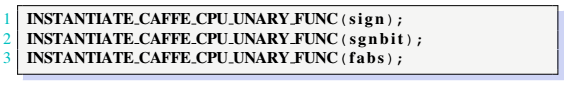 1 INSTANTIATE_CAFFE_CPU_UNARY_FUNC(sign);
2 INSTANTIATE_CAFFE_CPU_UNARY_FUNC(sgnbit);
3 INSTANTIATE_CAFFE_CPU_UNARY_FUNC(fabs);